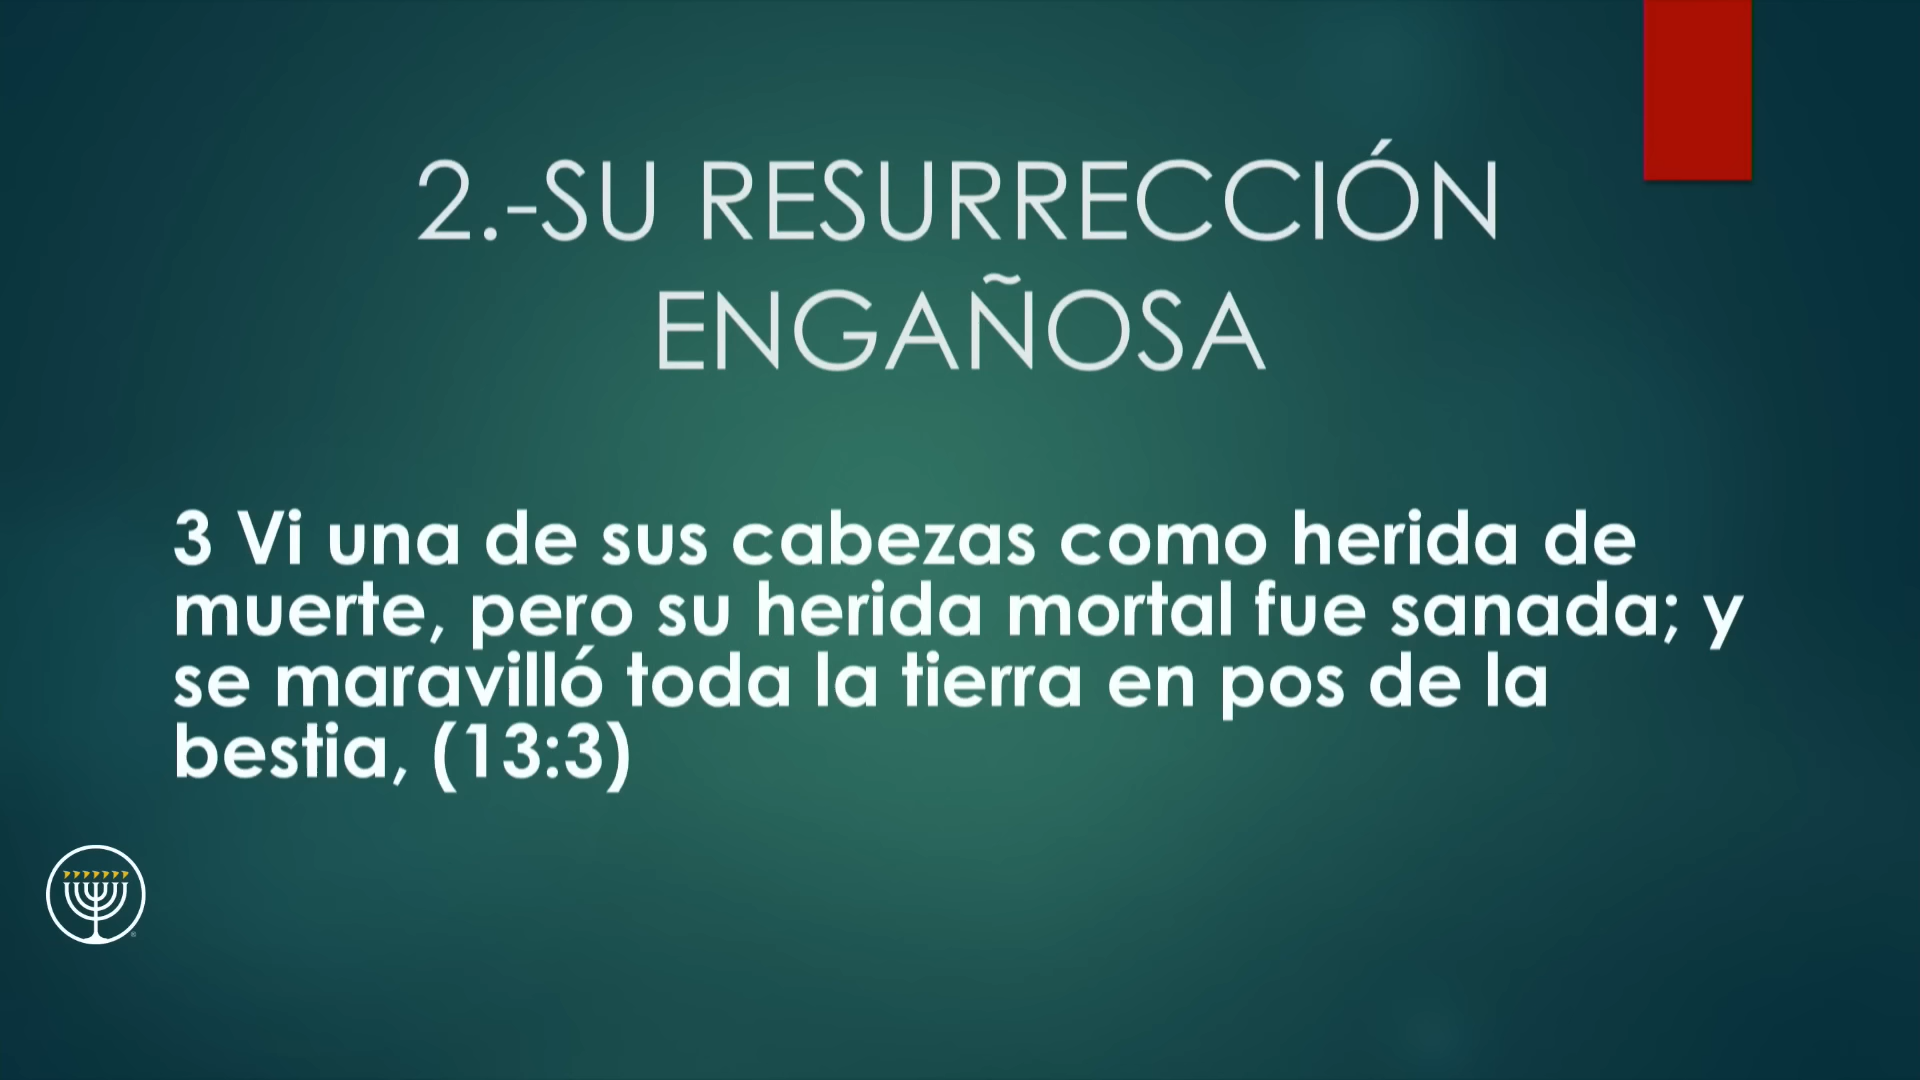 2.-SU RESURRECCIÓN
ENGAÑOSA
3 Vi una de sus cabezas como herida de
muerte, pero su herida mortal fue sanada; y
se maravilló toda la tierra en pos de la
bestia, (13:3)